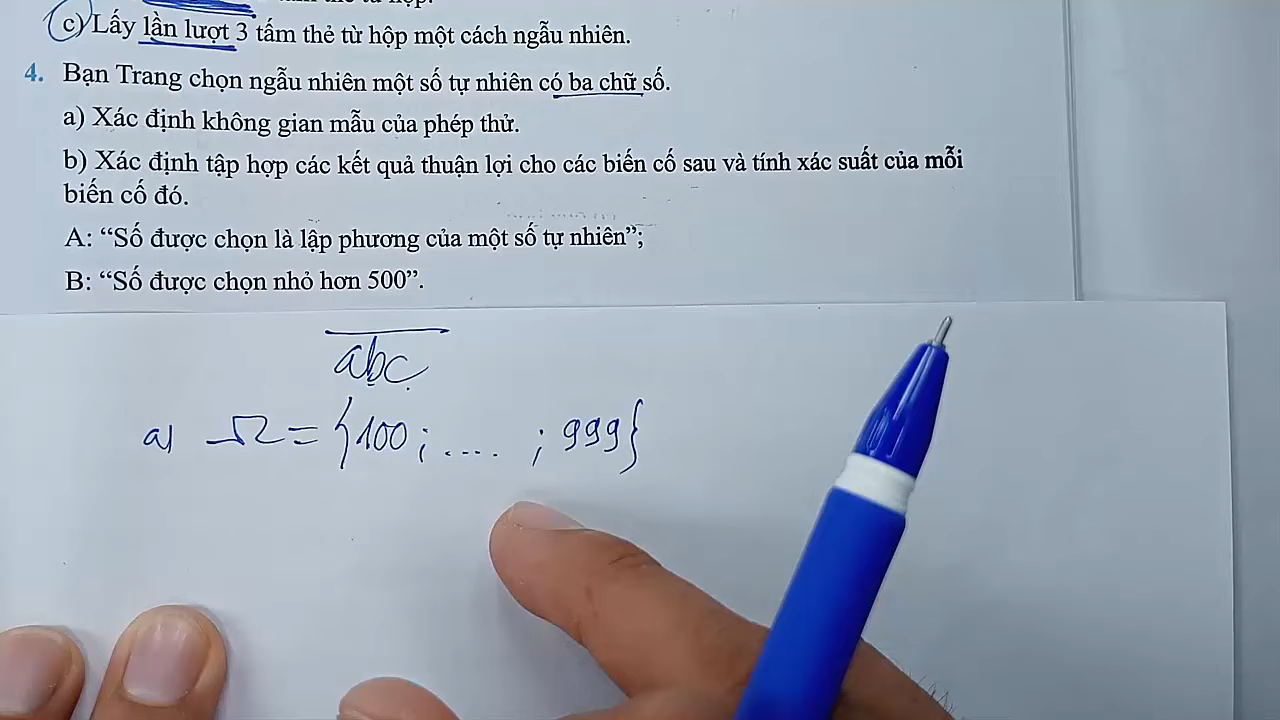 c) Lấy lần lượt 3 tấm thẻ từ hộp một cách ngẫu nhiên.
4. Bạn Trang chọn ngẫu nhiên một số tự nhiên có ba chữ số.
a) Xác định không gian mẫu của phép thử.
b) Xác định tập hợp các kết quả thuận lợi cho các biến cố sau và tính xác suất của mỗi
biến cố đó.
A: “Số được chọn là lập phương của một số tự nhiên”;
B: “Số được chọn nhỏ hơn 500”.
abc
a) Ω = {100; .... ; 999}